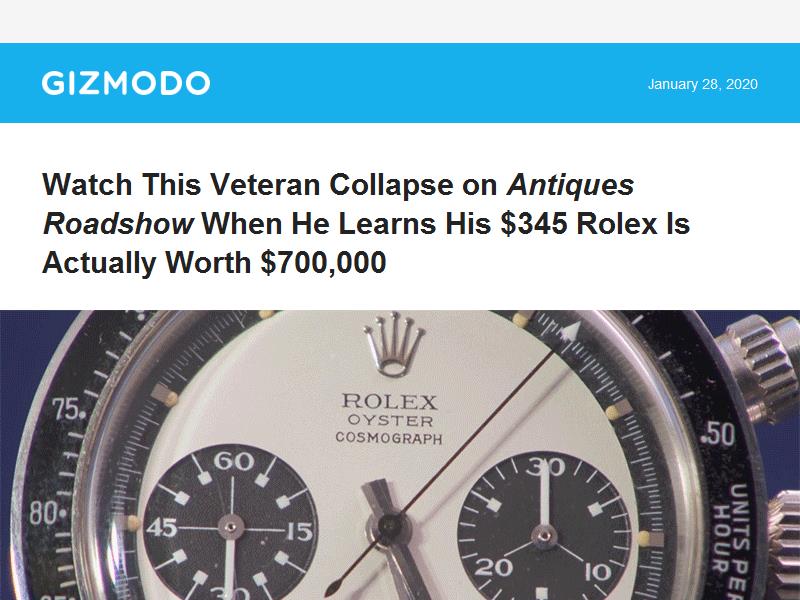 GIZMODO
January 28, 2020
Watch This Veteran Collapse on Antiques
Roadshow When He Learns His $345 Rolex Is
Actually Worth $700,000
ROLEX
OYSTER
COSMOGRAPH
75
50
60
30
80
45
15
20
10
30
UNITS PER
HOUR